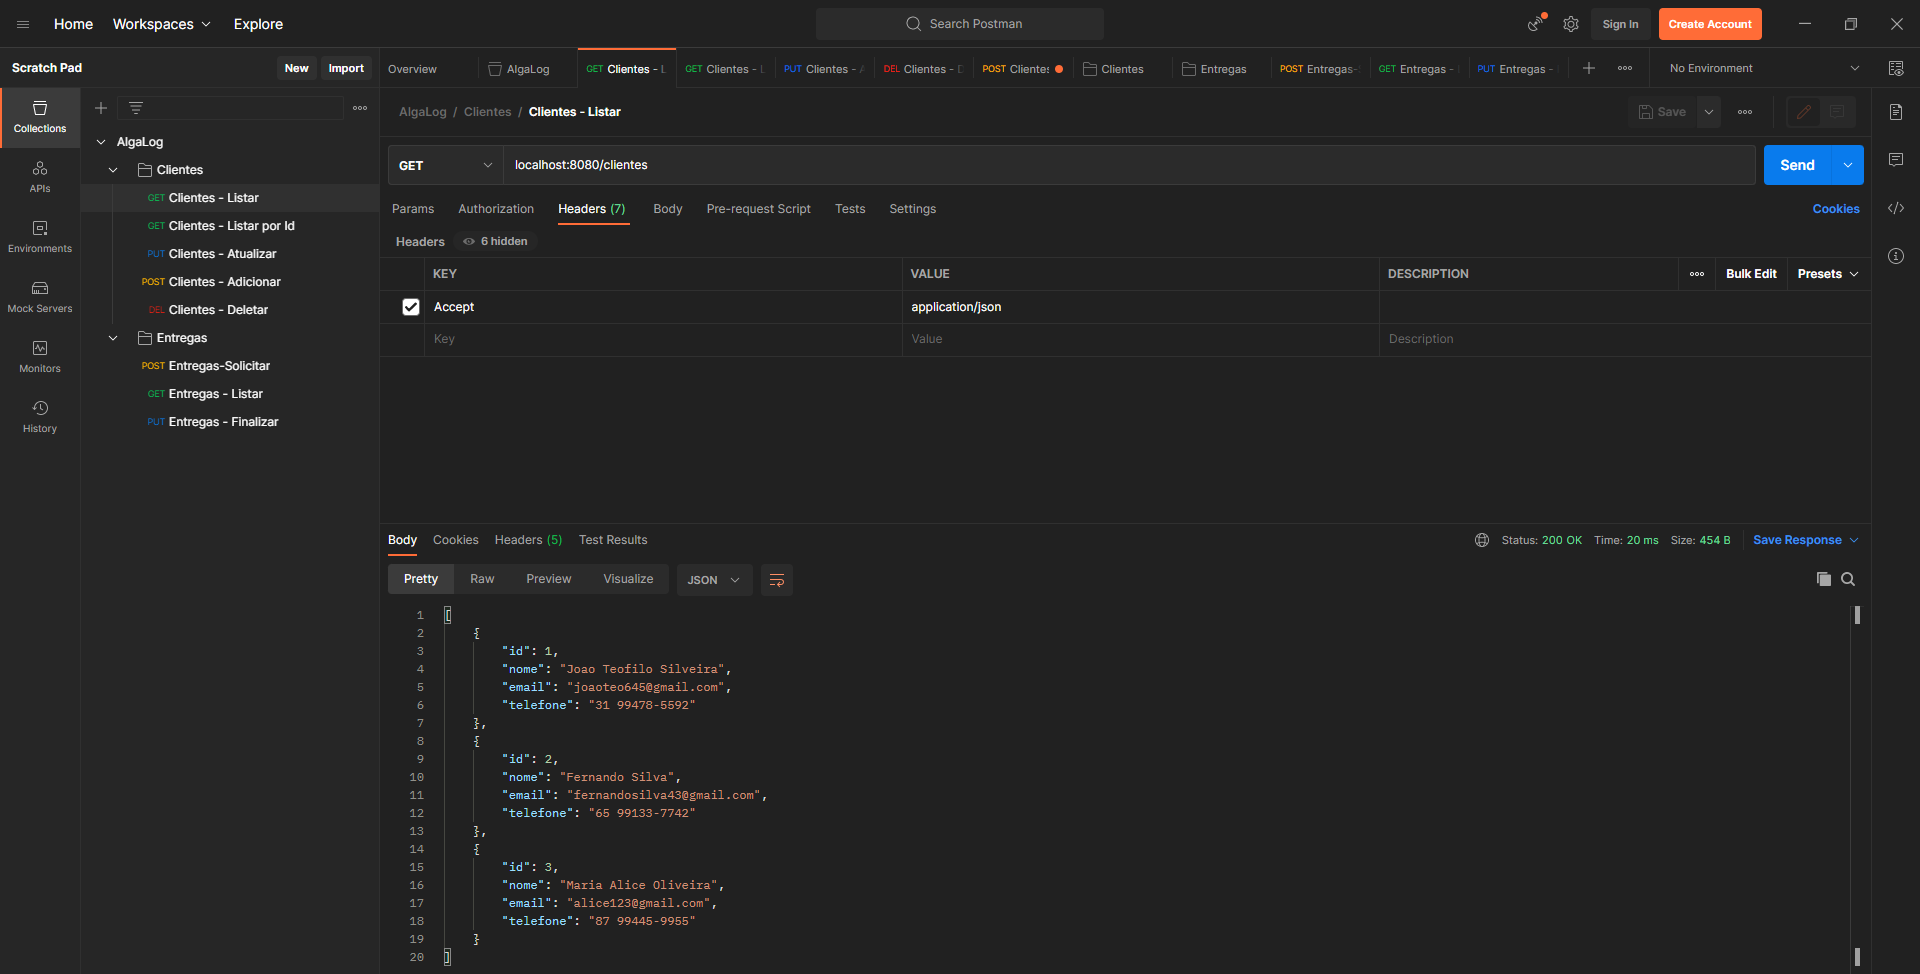 Home Workspaces Explore Search Postman Sign In Create Account
Scratch Pad New Import
Overview AlgaLog GET Clientes - L GET Clientes - L PUT Clientes - A DEL Clientes - D POST Clientes Clientes Entregas POST Entregas- GET Entregas - PUT Entregas - No Environment
Collections
APIs
Environments
Mock Servers
Monitors
History
AlgaLog
Clientes
GET Clientes - Listar
GET Clientes - Listar por Id
PUT Clientes - Atualizar
POST Clientes - Adicionar
DEL Clientes - Deletar
Entregas
POST Entregas-Solicitar
GET Entregas - Listar
PUT Entregas - Finalizar
AlgaLog / Clientes / Clientes - Listar Save
GET localhost:8080/clientes Send
Params Authorization Headers (7) Body Pre-request Script Tests Settings Cookies
Headers 6 hidden
KEY VALUE DESCRIPTION Bulk Edit Presets
Accept application/json
Key Value Description
Body Cookies Headers (5) Test Results Status: 200 OK Time: 20 ms Size: 454 B Save Response
Pretty Raw Preview Visualize JSON
1 [
2 {
3 "id": 1,
4 "nome": "Joao Teofilo Silveira",
5 "email": "joaoteo645@gmail.com",
6 "telefone": "31 99478-5592"
7 },
8 {
9 "id": 2,
10 "nome": "Fernando Silva",
11 "email": "fernandosilva43@gmail.com",
12 "telefone": "65 99133-7742"
13 },
14 {
15 "id": 3,
16 "nome": "Maria Alice Oliveira",
17 "email": "alice123@gmail.com",
18 "telefone": "87 99445-9955"
19 }
20 ]